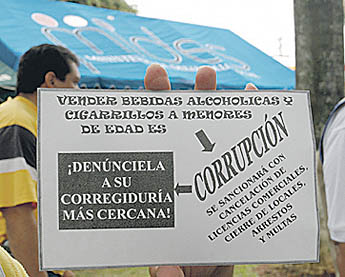 VENDER BEBIDAS ALCOHOLICAS Y
CIGARRILLOS A MENORES
DE EDAD ES
CORRUPCIÓN
SE SANCIONARÁ CON
CANCELACIÓN DE
LICENCIAS COMERCIALES,
CIERRE DE LOCALES,
ARRESTOS
Y MULTAS
¡DENÚNCIELA
A SU
CORREGIDURÍA
MÁS CERCANA!